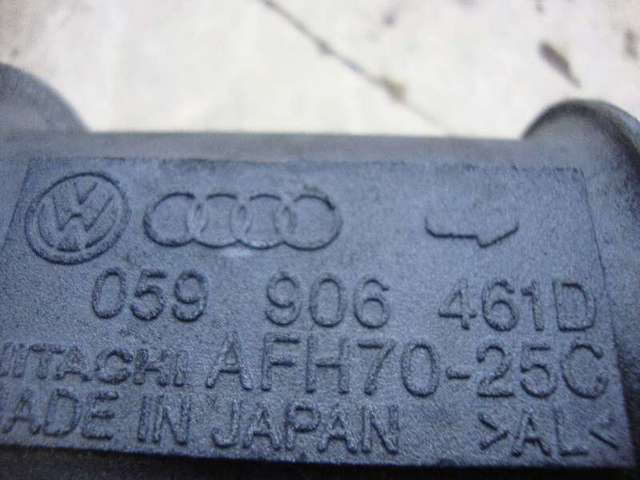 059 906 461D
HITACHI AFH70-25C
MADE IN JAPAN >AL<